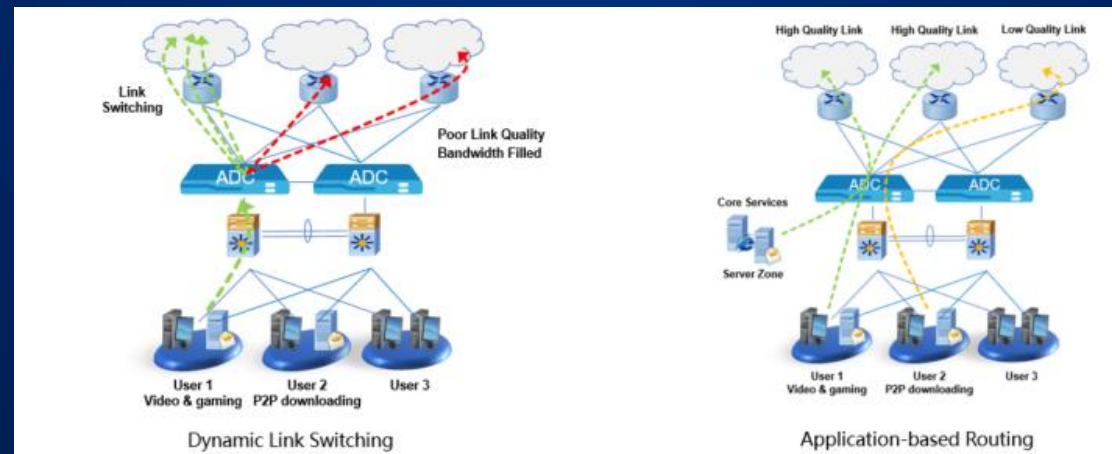 Link
Switching
Poor Link Quality
Bandwidth Filled
ADC
ADC
User 1
Video & gaming
User 2
P2P downloading
User 3
Dynamic Link Switching
High Quality Link
High Quality Link
Low Quality Link
ADC
ADC
Core Services
Server Zone
User 1
Video & gaming
User 2
P2P downloading
User 3
Application-based Routing